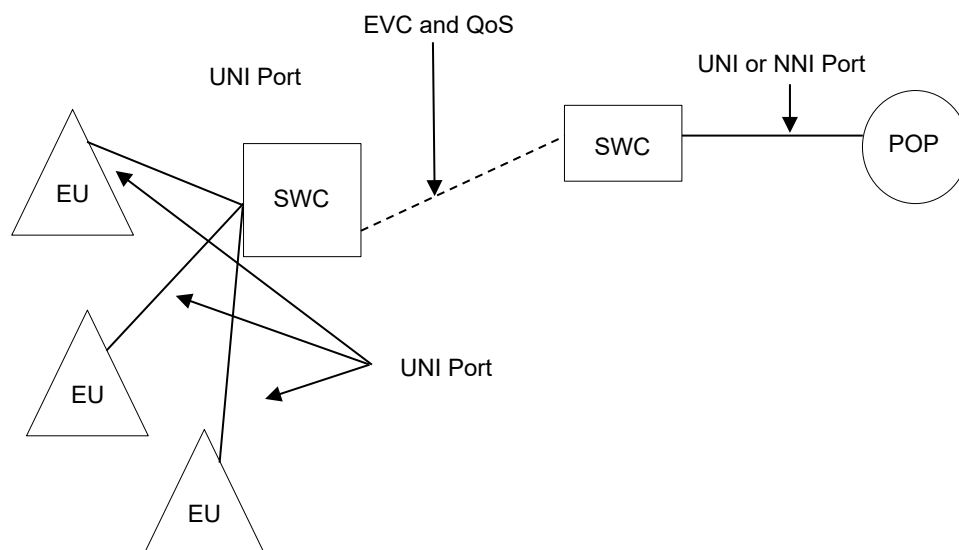 EVC and QoS
UNI Port
UNI or NNI Port
SWC
POP
EU
SWC
UNI Port
EU
EU